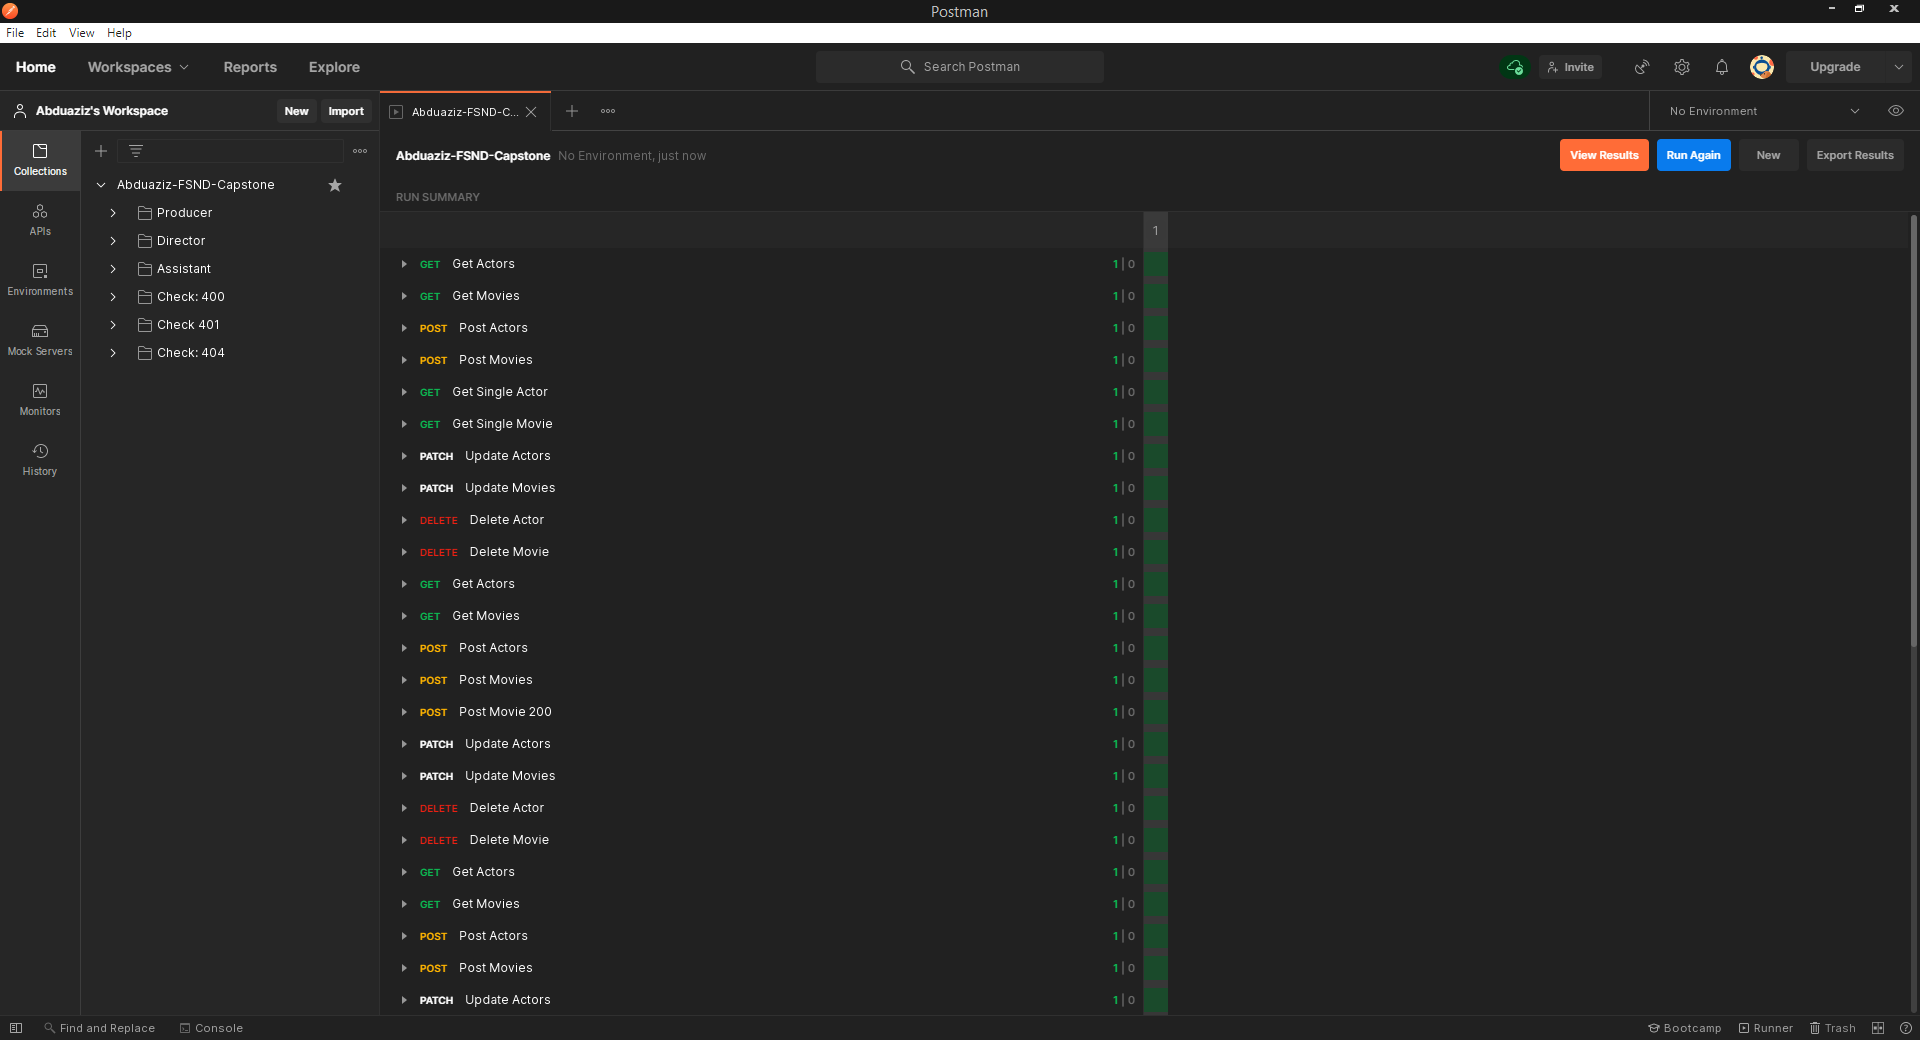 Postman
File Edit View Help
Home Workspaces Reports Explore Search Postman Invite Upgrade
Abduaziz's Workspace New Import Abduaziz-FSND-C... No Environment
Collections
APIs
Environments
Mock Servers
Monitors
History
Abduaziz-FSND-Capstone
Producer
Director
Assistant
Check: 400
Check 401
Check: 404
Abduaziz-FSND-Capstone No Environment, just now View Results Run Again New Export Results
RUN SUMMARY
1
GET Get Actors 1 | 0
GET Get Movies 1 | 0
POST Post Actors 1 | 0
POST Post Movies 1 | 0
GET Get Single Actor 1 | 0
GET Get Single Movie 1 | 0
PATCH Update Actors 1 | 0
PATCH Update Movies 1 | 0
DELETE Delete Actor 1 | 0
DELETE Delete Movie 1 | 0
GET Get Actors 1 | 0
GET Get Movies 1 | 0
POST Post Actors 1 | 0
POST Post Movies 1 | 0
POST Post Movie 200 1 | 0
PATCH Update Actors 1 | 0
PATCH Update Movies 1 | 0
DELETE Delete Actor 1 | 0
DELETE Delete Movie 1 | 0
GET Get Actors 1 | 0
GET Get Movies 1 | 0
POST Post Actors 1 | 0
POST Post Movies 1 | 0
PATCH Update Actors 1 | 0
Find and Replace Console Bootcamp Runner Trash